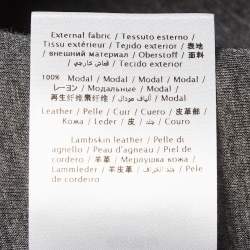 External fabric / Tessuto esterno /
Tissu extérieur / Tejido exterior / 表地
/ внешний материал / Oberstoff / 面料
/ قماش خارجي / Tecido exterior
100% Modal / Modal / Modal / Modal /
レーヨン / Модальные / Modal /
再生纤维素纤维 / ألياف مودال / Modal
Leather / Pelle / Cuir / Cuero / 皮革部
/ Кожа / Leder / 皮 / جلد / Couro
Lambskin leather / Pelle di
agnello / Peau d'agneau / Piel de
cordero / 羊革 / Мерлушка кожа /
Lammleder / 羊皮 / جلد الخراف / Pele
de cordeiro